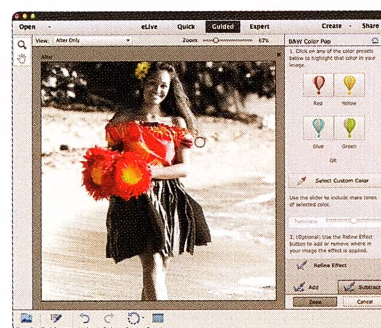 Open
eLive
Quick
Guided
Expert
Create
Share
View: After Only
Zoom: 67%
After
B&W Color Pop
1. Click on any of the color presets
below to highlight that color in your
image.
Red
Yellow
Blue
Green
OR
Select Custom Color
Use the slider to include more tones
of selected color.
Fuzziness
2. (Optional) Use the Refine Effect
button to add or remove where in
your image the effect is applied.
Refine Effect
Add
Subtract
Done
Cancel